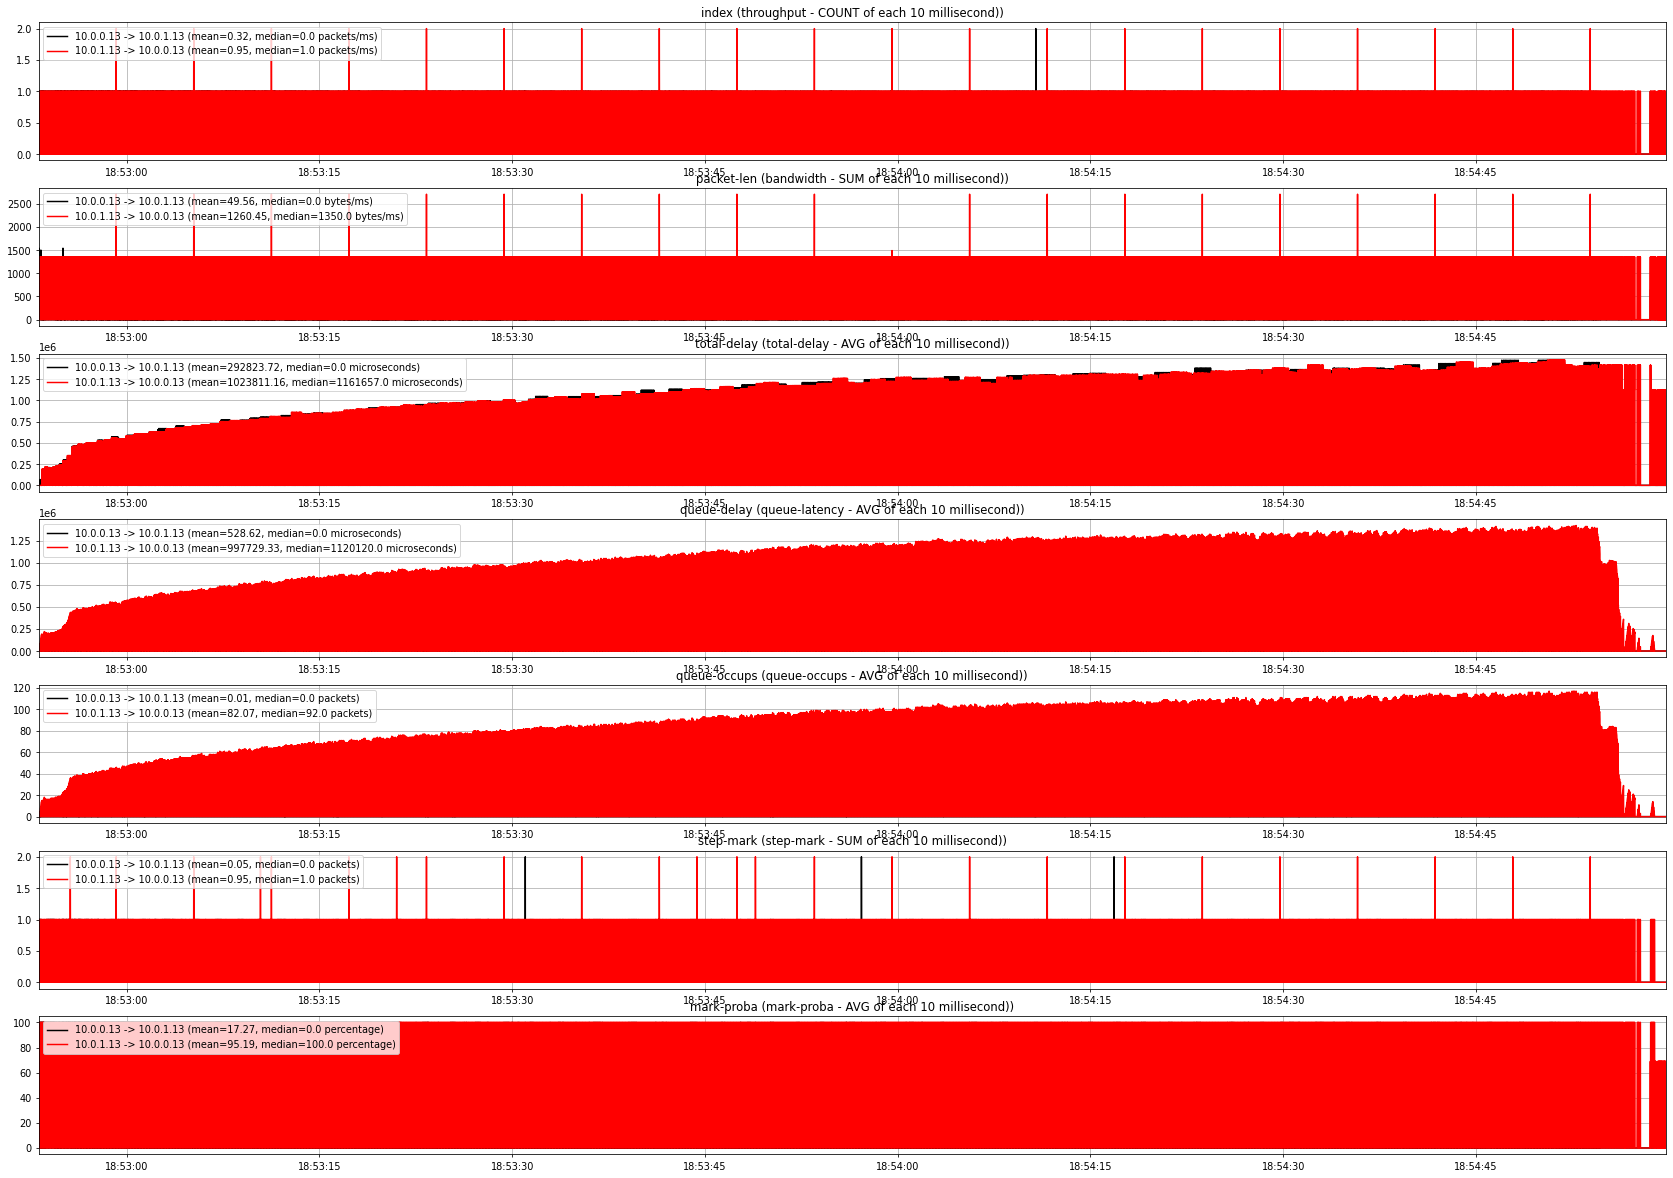 index (throughput - COUNT of each 10 millisecond))
2.0
1.5
1.0
0.5
0.0
10.0.0.13 -> 10.0.1.13 (mean=0.32, median=0.0 packets/ms)
10.0.1.13 -> 10.0.0.13 (mean=0.95, median=1.0 packets/ms)
18:53:00 18:53:15 18:53:30 18:53:45 18:54:00 18:54:15 18:54:30 18:54:45
packet-len (bandwidth - SUM of each 10 millisecond))
2500
2000
1500
1000
500
0
10.0.0.13 -> 10.0.1.13 (mean=49.56, median=0.0 bytes/ms)
10.0.1.13 -> 10.0.0.13 (mean=1260.45, median=1350.0 bytes/ms)
18:53:00 18:53:15 18:53:30 18:53:45 18:54:00 18:54:15 18:54:30 18:54:45
total-delay (total-delay - AVG of each 10 millisecond))
1e6
1.50
1.25
1.00
0.75
0.50
0.25
0.00
10.0.0.13 -> 10.0.1.13 (mean=292823.72, median=0.0 microseconds)
10.0.1.13 -> 10.0.0.13 (mean=1023811.16, median=1161657.0 microseconds)
18:53:00 18:53:15 18:53:30 18:53:45 18:54:00 18:54:15 18:54:30 18:54:45
queue-delay (queue-latency - AVG of each 10 millisecond))
1e6
1.25
1.00
0.75
0.50
0.25
0.00
10.0.0.13 -> 10.0.1.13 (mean=528.62, median=0.0 microseconds)
10.0.1.13 -> 10.0.0.13 (mean=997729.33, median=1120120.0 microseconds)
18:53:00 18:53:15 18:53:30 18:53:45 18:54:00 18:54:15 18:54:30 18:54:45
queue-occups (queue-occups - AVG of each 10 millisecond))
120
100
80
60
40
20
0
10.0.0.13 -> 10.0.1.13 (mean=0.01, median=0.0 packets)
10.0.1.13 -> 10.0.0.13 (mean=82.07, median=92.0 packets)
18:53:00 18:53:15 18:53:30 18:53:45 18:54:00 18:54:15 18:54:30 18:54:45
step-mark (step-mark - SUM of each 10 millisecond))
2.0
1.5
1.0
0.5
0.0
10.0.0.13 -> 10.0.1.13 (mean=0.05, median=0.0 packets)
10.0.1.13 -> 10.0.0.13 (mean=0.95, median=1.0 packets)
18:53:00 18:53:15 18:53:30 18:53:45 18:54:00 18:54:15 18:54:30 18:54:45
mark-proba (mark-proba - AVG of each 10 millisecond))
100
80
60
40
20
0
10.0.0.13 -> 10.0.1.13 (mean=17.27, median=0.0 percentage)
10.0.1.13 -> 10.0.0.13 (mean=95.19, median=100.0 percentage)
18:53:00 18:53:15 18:53:30 18:53:45 18:54:00 18:54:15 18:54:30 18:54:45